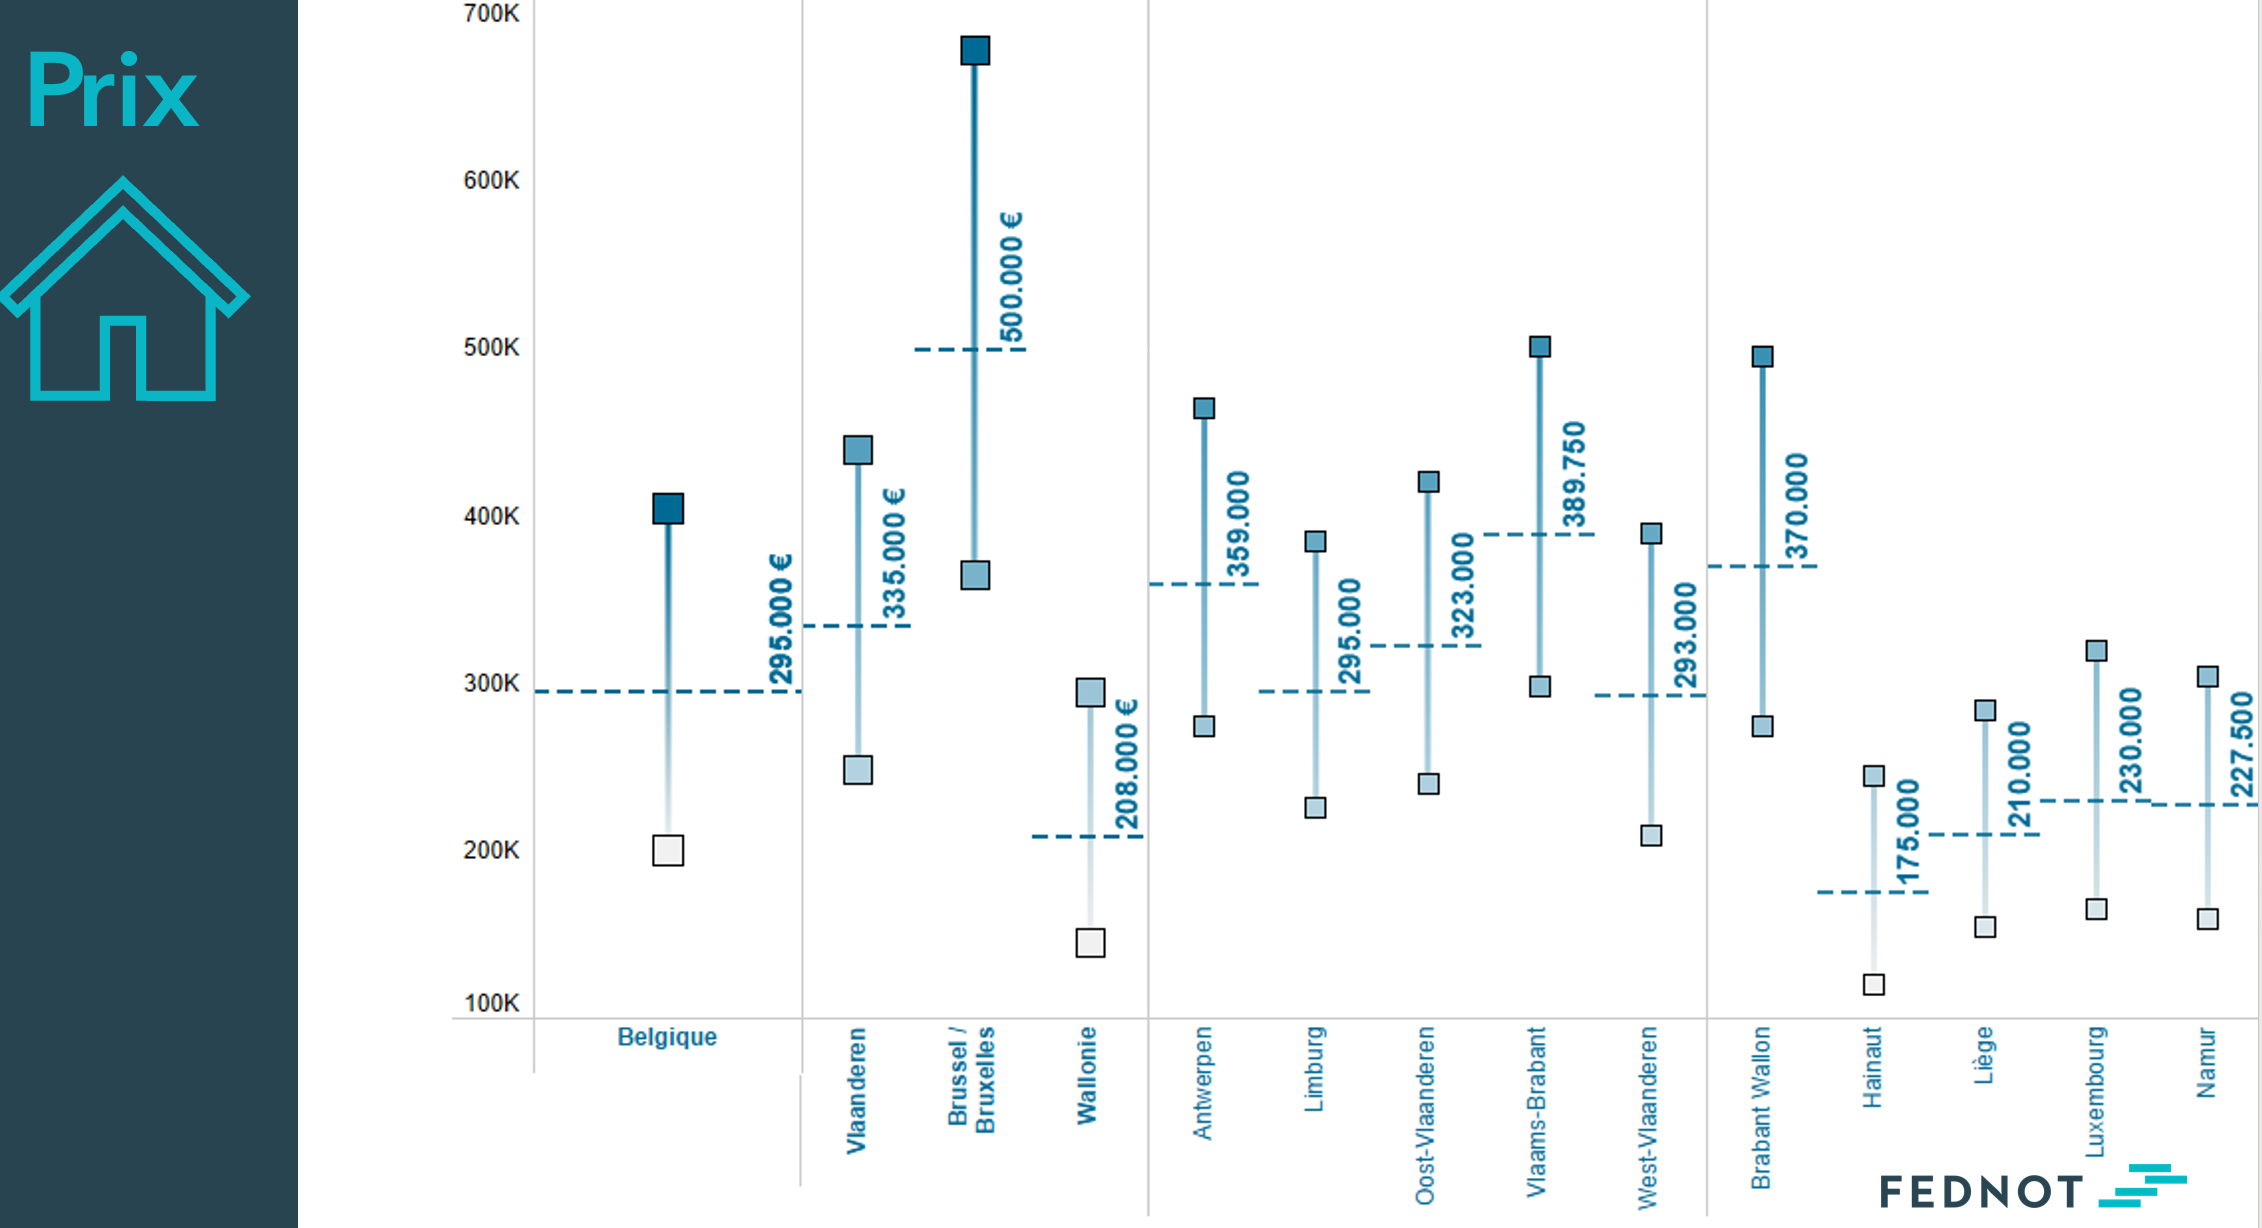 Prix
700K
600K
500K
400K
300K
200K
100K
295.000 €
335.000 €
500.000 €
208.000 €
359.000
295.000
323.000
389.750
293.000
370.000
175.000
210.000
230.000
227.500
Belgique
Vlaanderen
Brussel /
Bruxelles
Wallonie
Antwerpen
Limburg
Oost-Vlaanderen
Vlaams-Brabant
West-Vlaanderen
Brabant Wallon
Hainaut
Liège
Luxembourg
Namur
FEDNOT